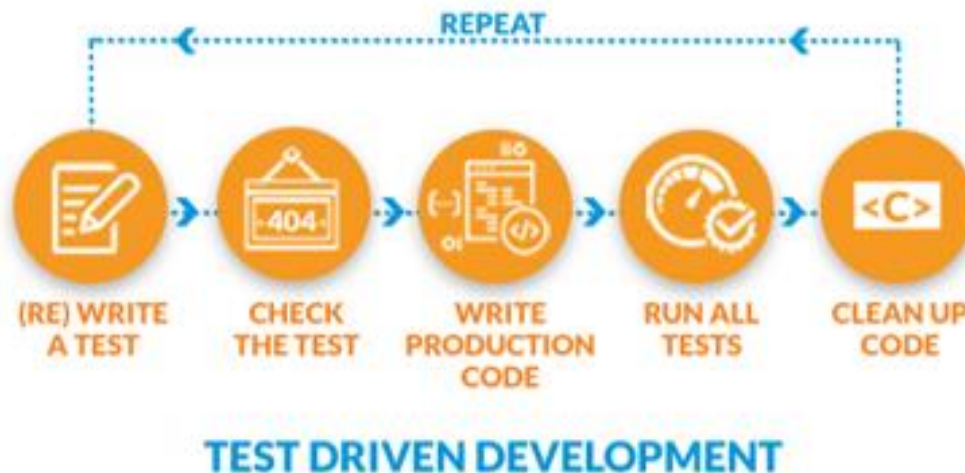 REPEAT
404
<C>
(RE) WRITE
A TEST
CHECK
THE TEST
WRITE
PRODUCTION
CODE
RUN ALL
TESTS
CLEAN UP
CODE
TEST DRIVEN DEVELOPMENT